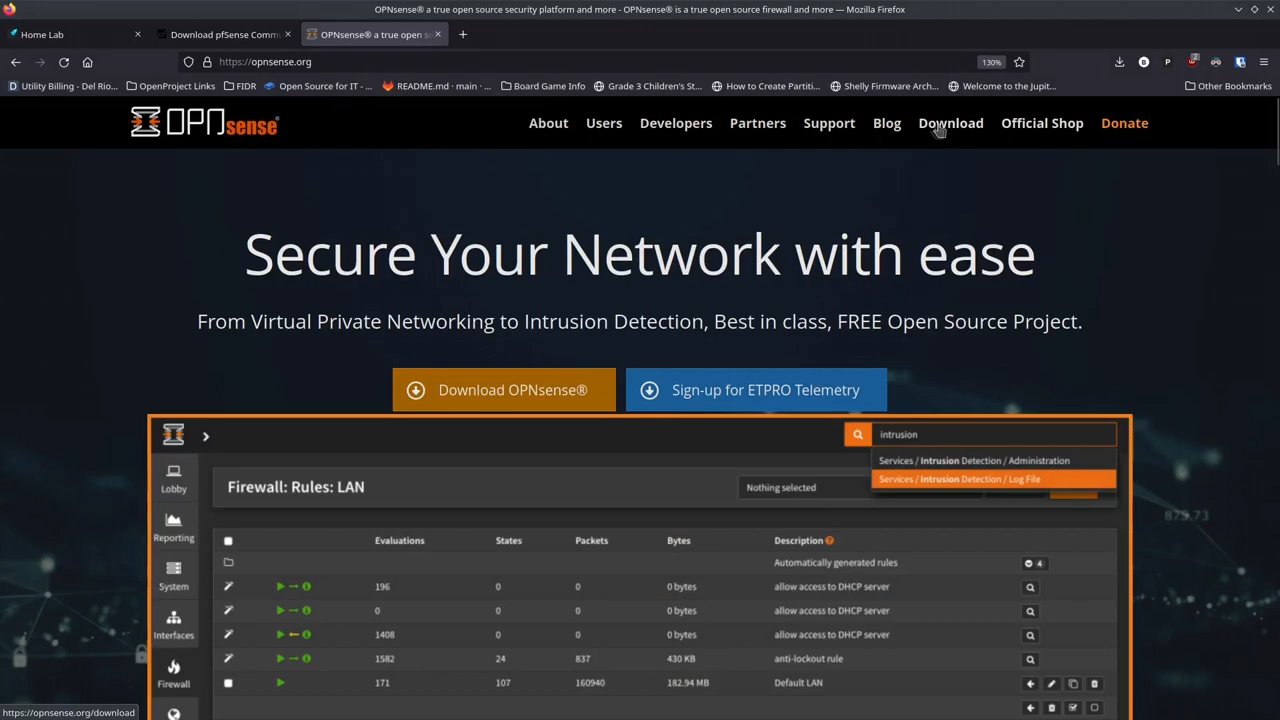 OPNsense® a true open source security platform and more - OPNsense® is a true open source firewall and more — Mozilla Firefox
Home Lab
Download pfSense Commu
OPNsense® a true open so
https://opnsense.org
130%
Utility Billing - Del Rio...
OpenProject Links
FIDR
Open Source for IT - ...
README.md · main · ...
Board Game Info
Grade 3 Children's St...
How to Create Partiti...
Shelly Firmware Arch...
Welcome to the Jupit...
Other Bookmarks
OPNsense®
About
Users
Developers
Partners
Support
Blog
Download
Official Shop
Donate
Secure Your Network with ease
From Virtual Private Networking to Intrusion Detection, Best in class, FREE Open Source Project.
Download OPNsense®
Sign-up for ETPRO Telemetry
intrusion
Services / Intrusion Detection / Administration
Services / Intrusion Detection / Log File
Lobby
Reporting
System
Interfaces
Firewall
Firewall: Rules: LAN
Nothing selected
Evaluations States Packets Bytes Description
Automatically generated rules 4
196 0 0 0 bytes allow access to DHCP server
0 0 0 0 bytes allow access to DHCP server
1408 0 0 0 bytes allow access to DHCP server
1582 24 837 430 KB anti-lockout rule
171 107 160940 182.94 MB Default LAN
879.73
https://opnsense.org/download